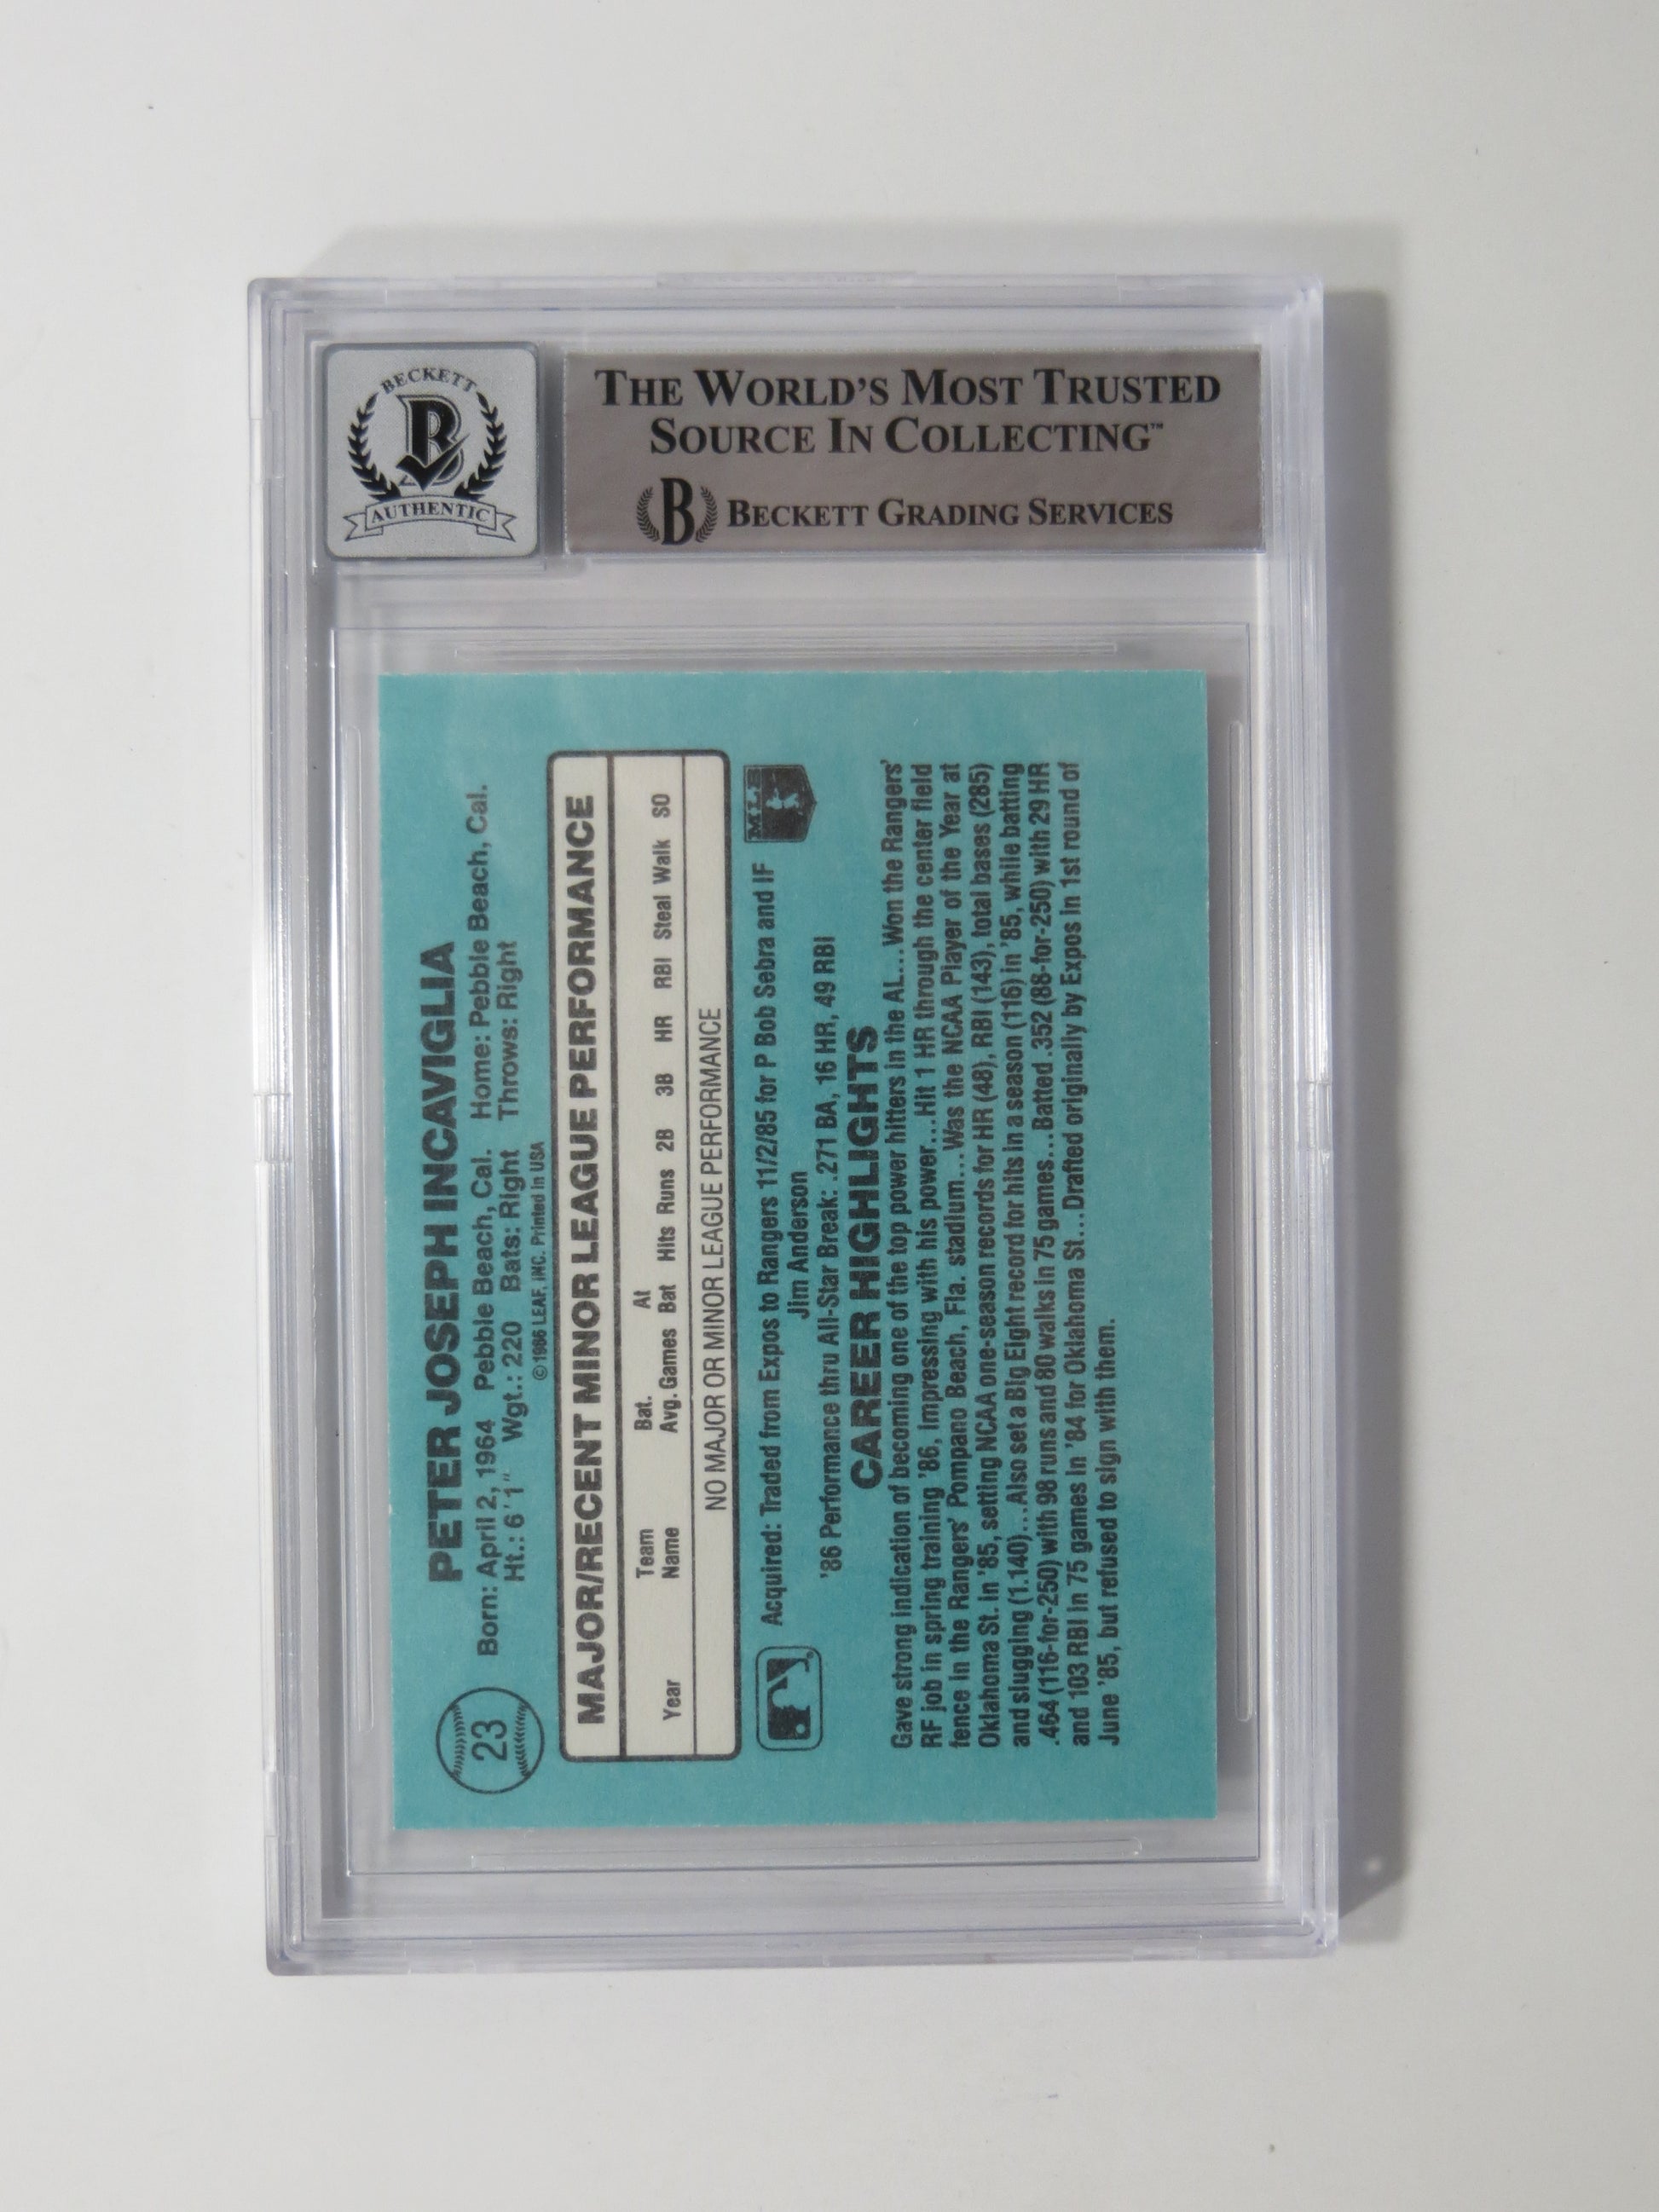 BECKETT
AUTHENTIC
THE WORLD'S MOST TRUSTED
SOURCE IN COLLECTING™
BECKETT GRADING SERVICES
23
PETER JOSEPH INCAVIGLIA
Born: April 2, 1964 Pebble Beach, Cal. Home: Pebble Beach, Cal.
Ht.: 6'1" Wgt.: 220 Bats: Right Throws: Right
© 1986 LEAF, INC. Printed in USA
MAJOR/RECENT MINOR LEAGUE PERFORMANCE
Team Bat. At
Year Name Avg. Games Bat Hits Runs 2B 3B HR RBI Steal Walk SO
NO MAJOR OR MINOR LEAGUE PERFORMANCE
Acquired: Traded from Expos to Rangers 11/2/85 for P Bob Sebra and IF
Jim Anderson
MLB
'86 Performance thru All-Star Break: .271 BA, 16 HR, 49 RBI
CAREER HIGHLIGHTS
Gave strong indication of becoming one of the top power hitters in the AL...Won the Rangers'
RF job in spring training '86, impressing with his power...Hit 1 HR through the center field
fence in the Rangers' Pompano Beach, Fla. stadium...Was the NCAA Player of the Year at
Oklahoma St. in '85, setting NCAA one-season records for HR (48), RBI (143), total bases (285)
and slugging (1.140)...Also set a Big Eight record for hits in a season (116) in '85, while batting
.464 (116-for-250) with 98 runs and 80 walks in 75 games...Batted .352 (88-for-250) with 29 HR
and 103 RBI in 75 games in '84 for Oklahoma St...Drafted originally by Expos in 1st round of
June '85, but refused to sign with them.